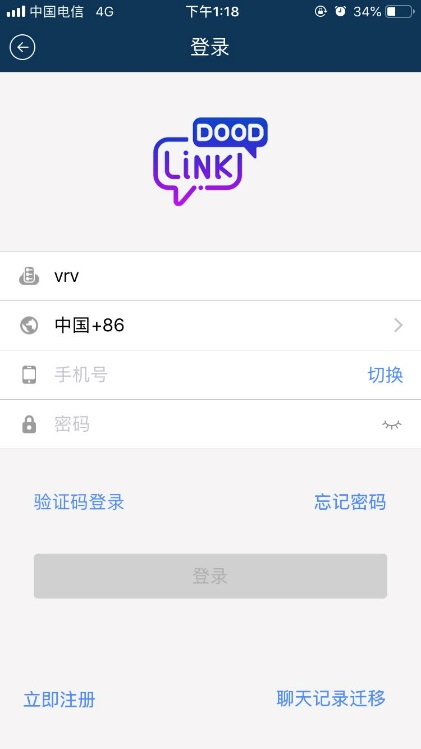 中国电信 4G 下午1:18 34%
登录
DOOD
LiNK
vrv
中国+86
手机号 切换
密码
验证码登录 忘记密码
登录
立即注册 聊天记录迁移